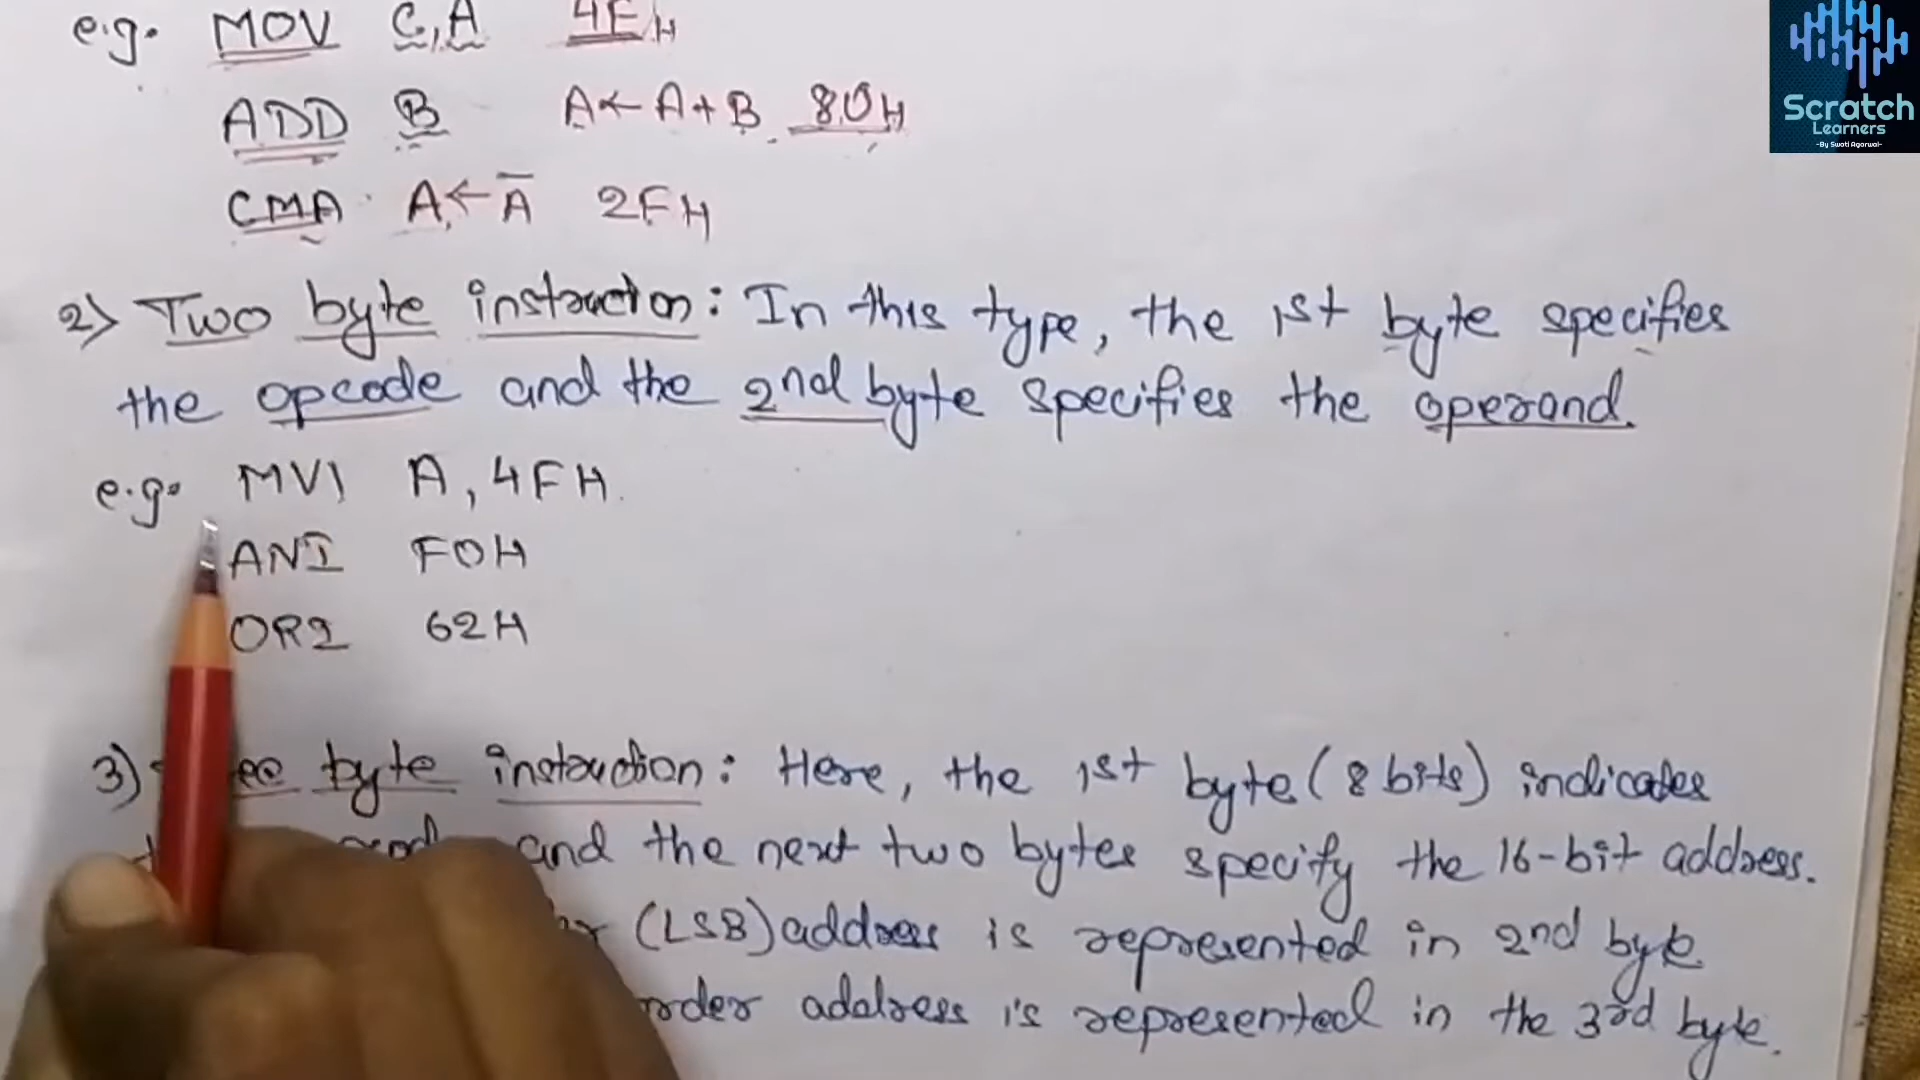 e.g. MOV C,A 4FH
ADD B A←A+B 80H
CMA A←A̅ 2FH
2) Two byte instruction: In this type, the 1st byte specifies
the opcode and the 2nd byte specifies the operand.
e.g. MVI A, 4FH
ANI F0H
ORI 62H
3) byte instruction: Here, the 1st byte (8 bits) indicates
and the next two bytes specify the 16-bit address.
(LSB) address is represented in 2nd byte
order address is represented in the 3rd byte.
Scratch
Learners
-By Swati Agarwal-